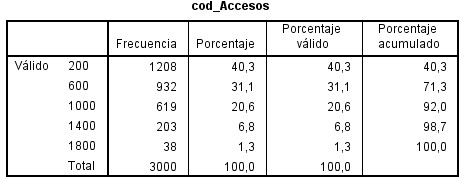 cod_Accesos
Frecuencia Porcentaje Porcentaje válido Porcentaje acumulado
Válido 200 1208 40,3 40,3 40,3
600 932 31,1 31,1 71,3
1000 619 20,6 20,6 92,0
1400 203 6,8 6,8 98,7
1800 38 1,3 1,3 100,0
Total 3000 100,0 100,0